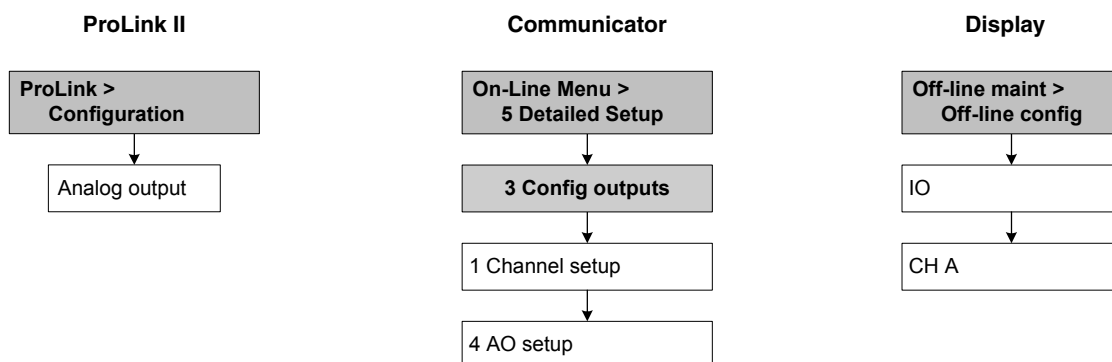 ProLink II
ProLink >
Configuration
Analog output
Communicator
On-Line Menu >
5 Detailed Setup
3 Config outputs
1 Channel setup
4 AO setup
Display
Off-line maint >
Off-line config
IO
CH A